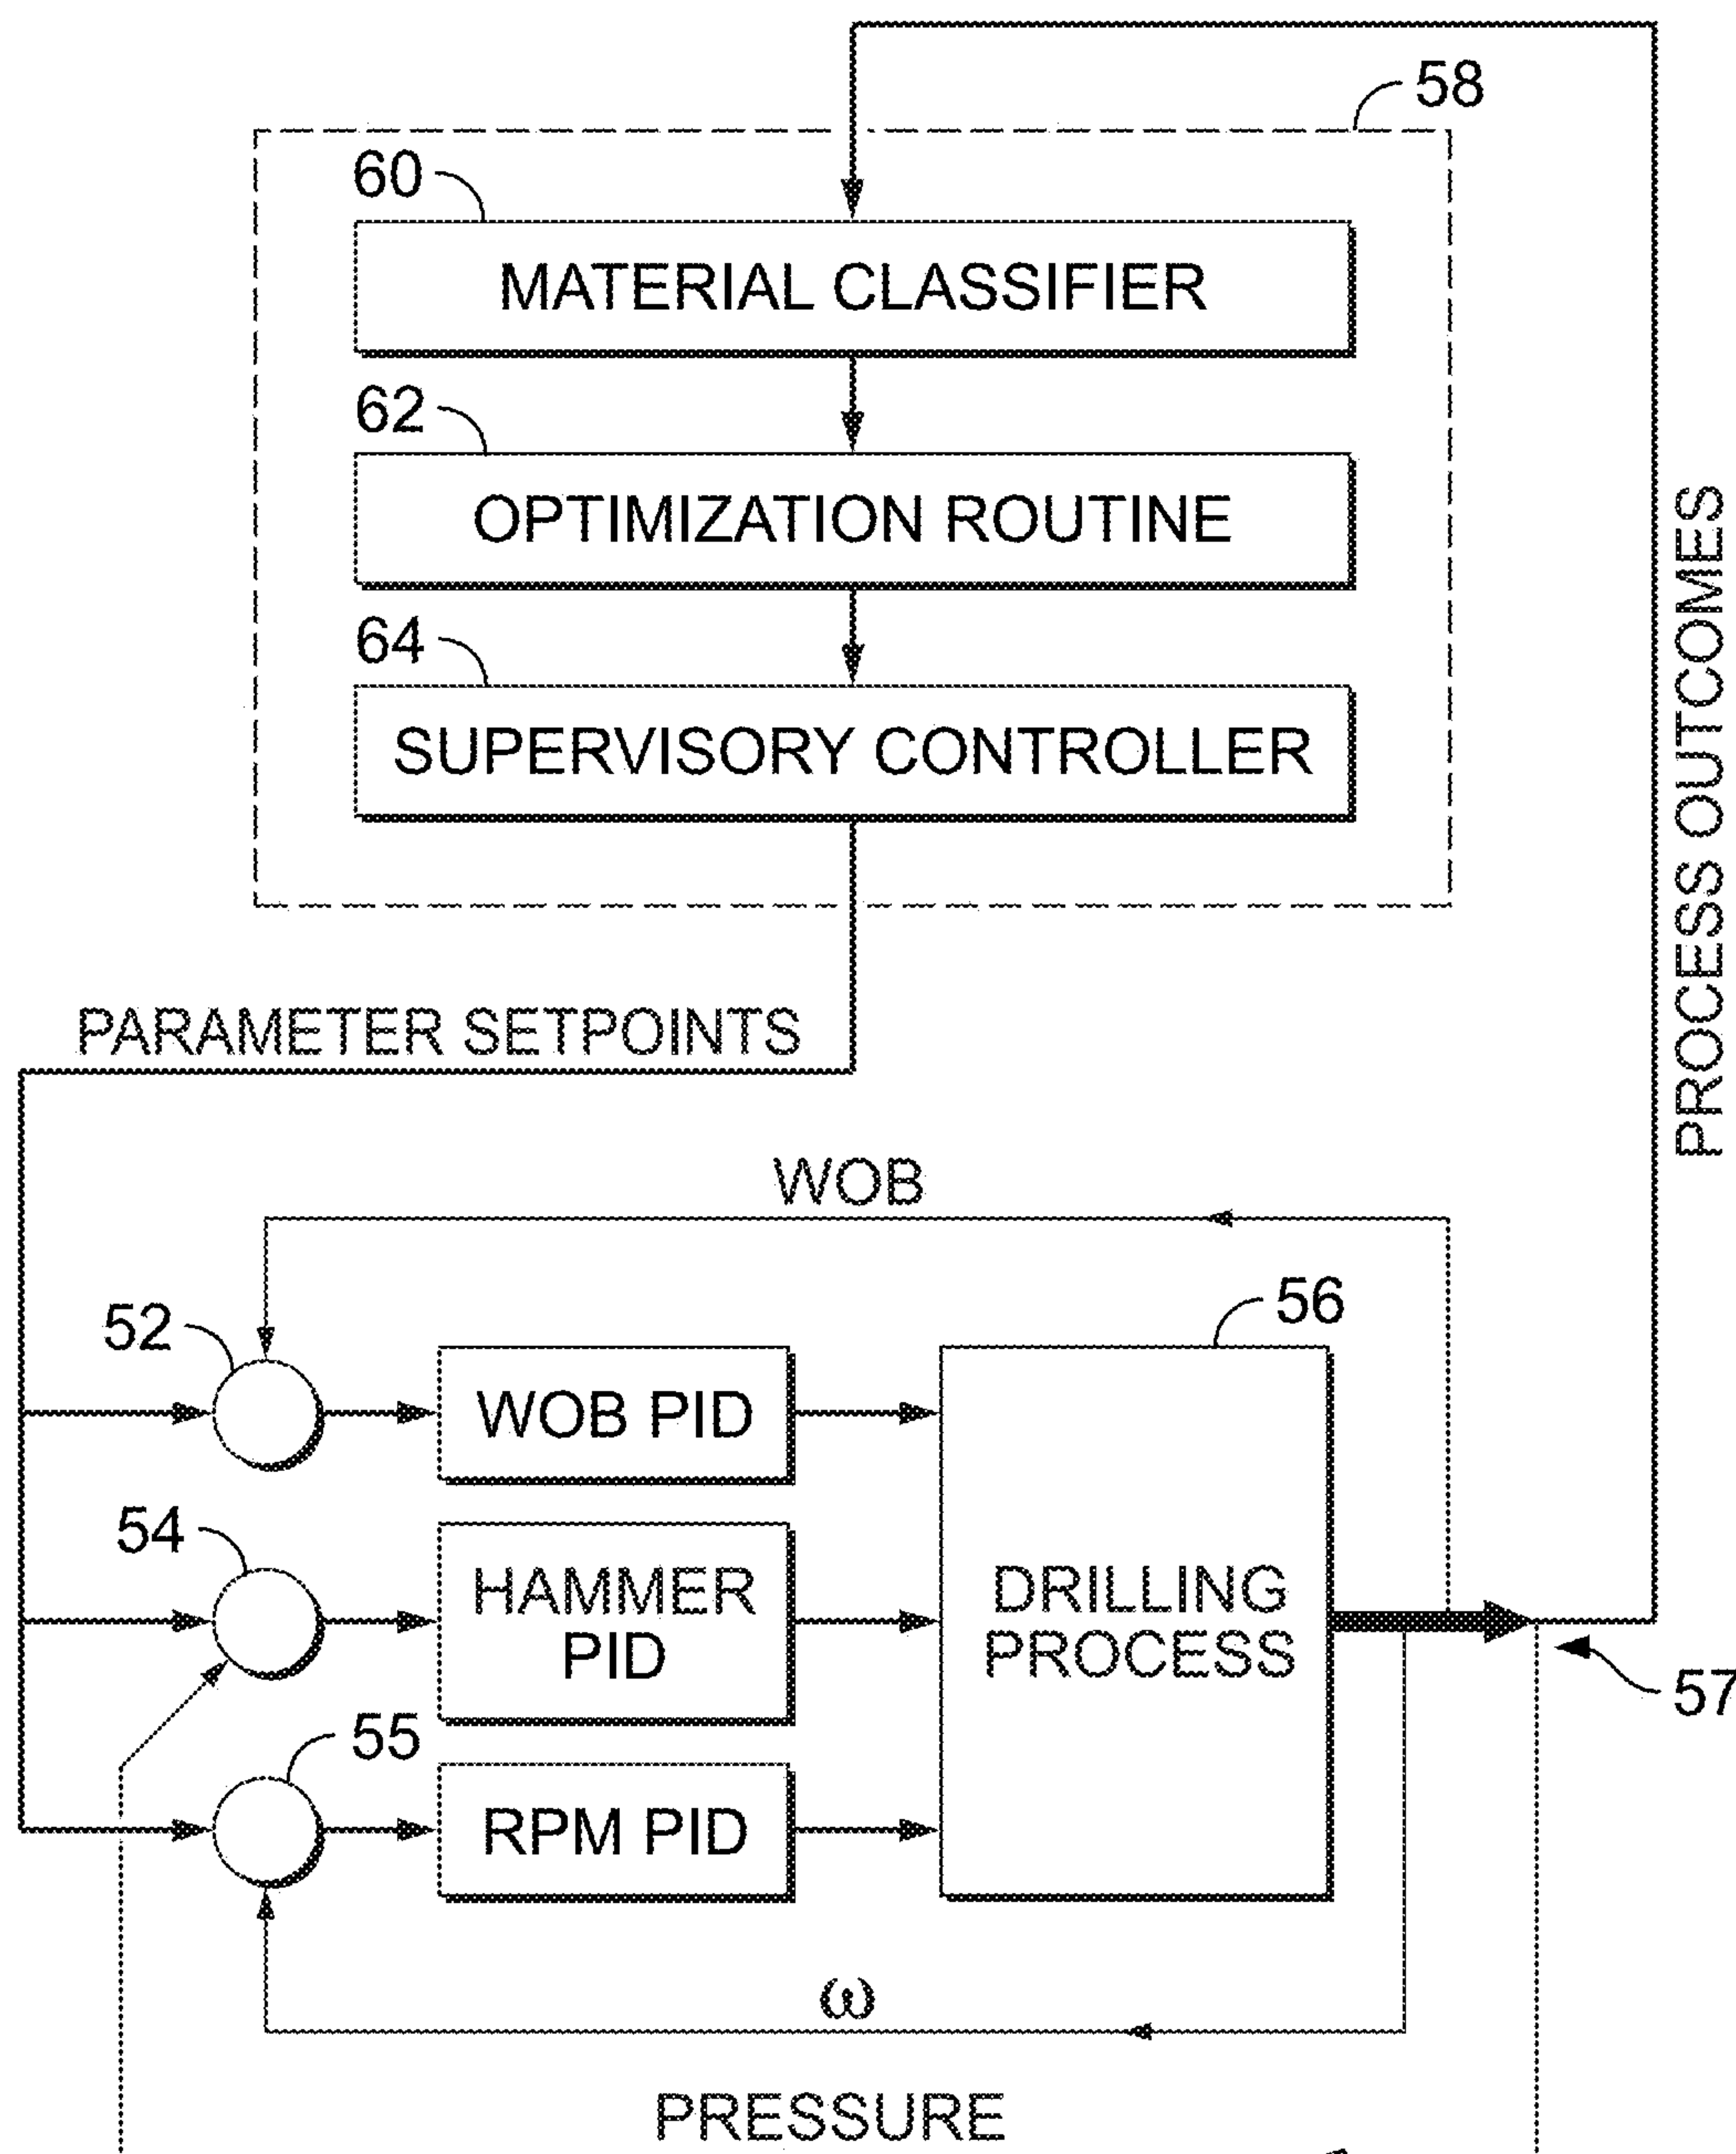 58
60
MATERIAL CLASSIFIER
62
OPTIMIZATION ROUTINE
64
SUPERVISORY CONTROLLER
PROCESS OUTCOMES
PARAMETER SETPOINTS
WOB
56
52
WOB PID
54
HAMMER
PID
DRILLING
PROCESS
57
55
RPM PID
ω
PRESSURE